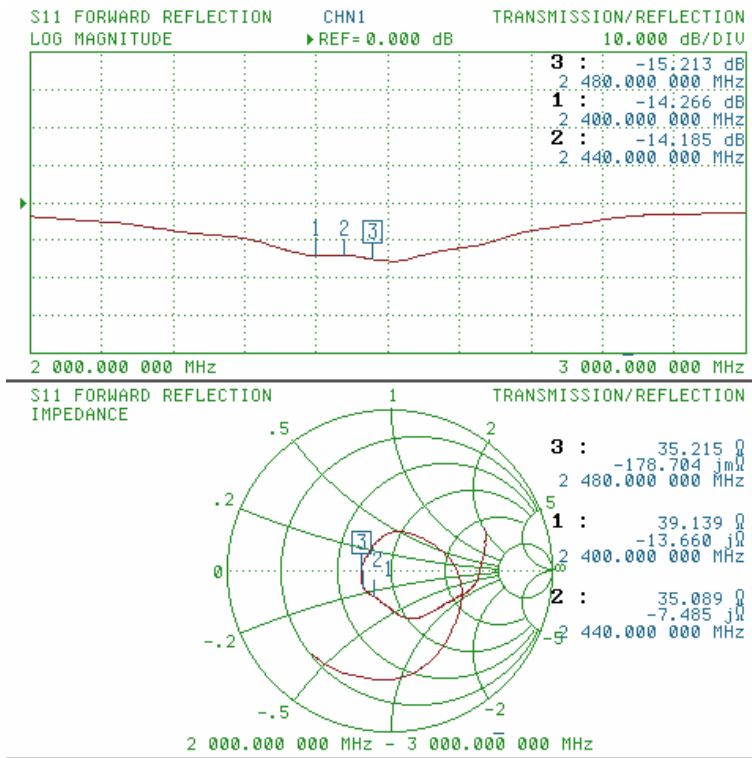 S11 FORWARD REFLECTION CHN1 TRANSMISSION/REFLECTION
LOG MAGNITUDE ▶REF= 0.000 dB 10.000 dB/DIV
3 : -15.213 dB
2 480.000 000 MHz
1 : -14.266 dB
2 400.000 000 MHz
2 : -14.185 dB
2 440.000 000 MHz
1 2 3
2 000.000 000 MHz 3 000.000 000 MHz
S11 FORWARD REFLECTION 1 TRANSMISSION/REFLECTION
IMPEDANCE
.5 2
3 : 35.215 Ω
-178.704 jmΩ
2 480.000 000 MHz
.2 5
1 : 39.139 Ω
-13.660 jΩ
2 400.000 000 MHz
3
2 1
0 ∞
2 : 35.089 Ω
-7.485 jΩ
2 440.000 000 MHz
-.2 -5
-.5 -2
2 000.000 000 MHz - 3 000.000 000 MHz